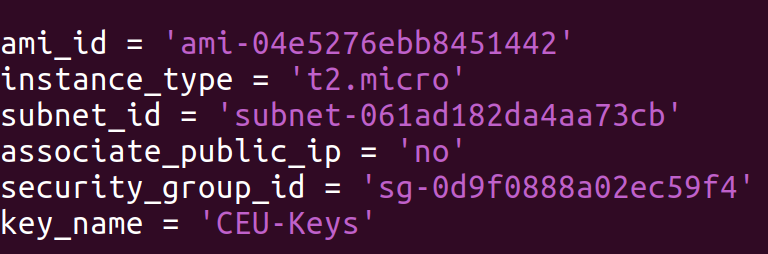 ami_id = 'ami-04e5276ebb8451442'
instance_type = 't2.micro'
subnet_id = 'subnet-061ad182da4aa73cb'
associate_public_ip = 'no'
security_group_id = 'sg-0d9f0888a02ec59f4'
key_name = 'CEU-Keys'